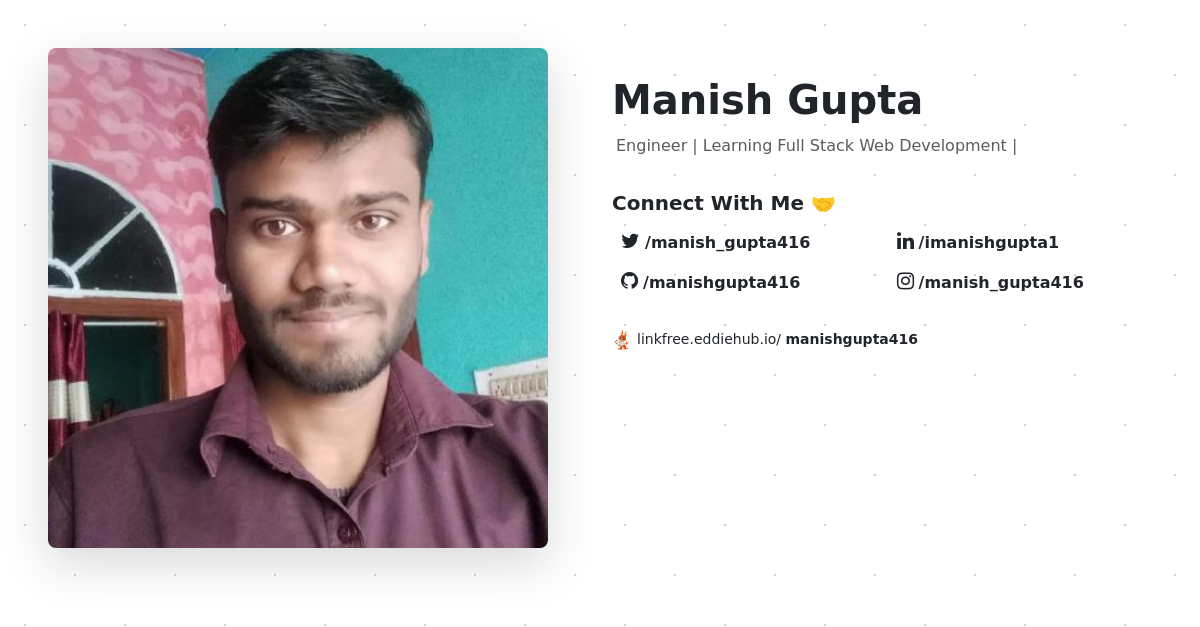 Manish Gupta
Engineer | Learning Full Stack Web Development |
Connect With Me 🤝
/manish_gupta416
/imanishgupta1
/manishgupta416
/manish_gupta416
linkfree.eddiehub.io/ manishgupta416